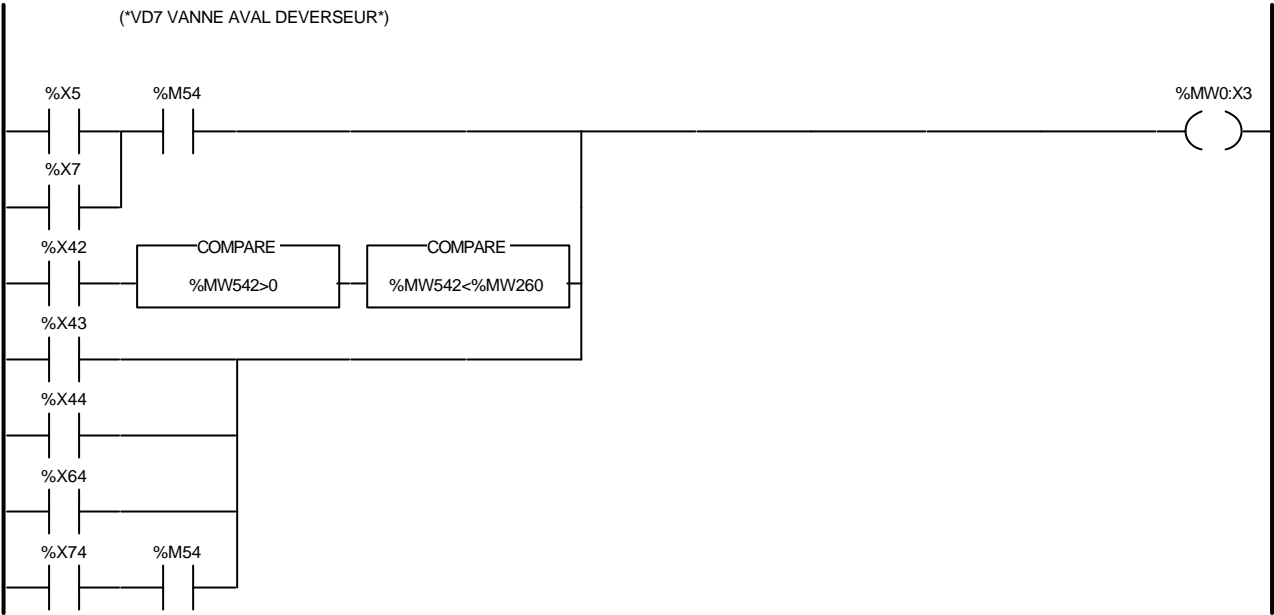 (*VD7 VANNE AVAL DEVERSEUR*)
%X5 %M54 %MW0:X3
%X7
%X42 COMPARE COMPARE
%MW542>0 %MW542<%MW260
%X43
%X44
%X64
%X74 %M54